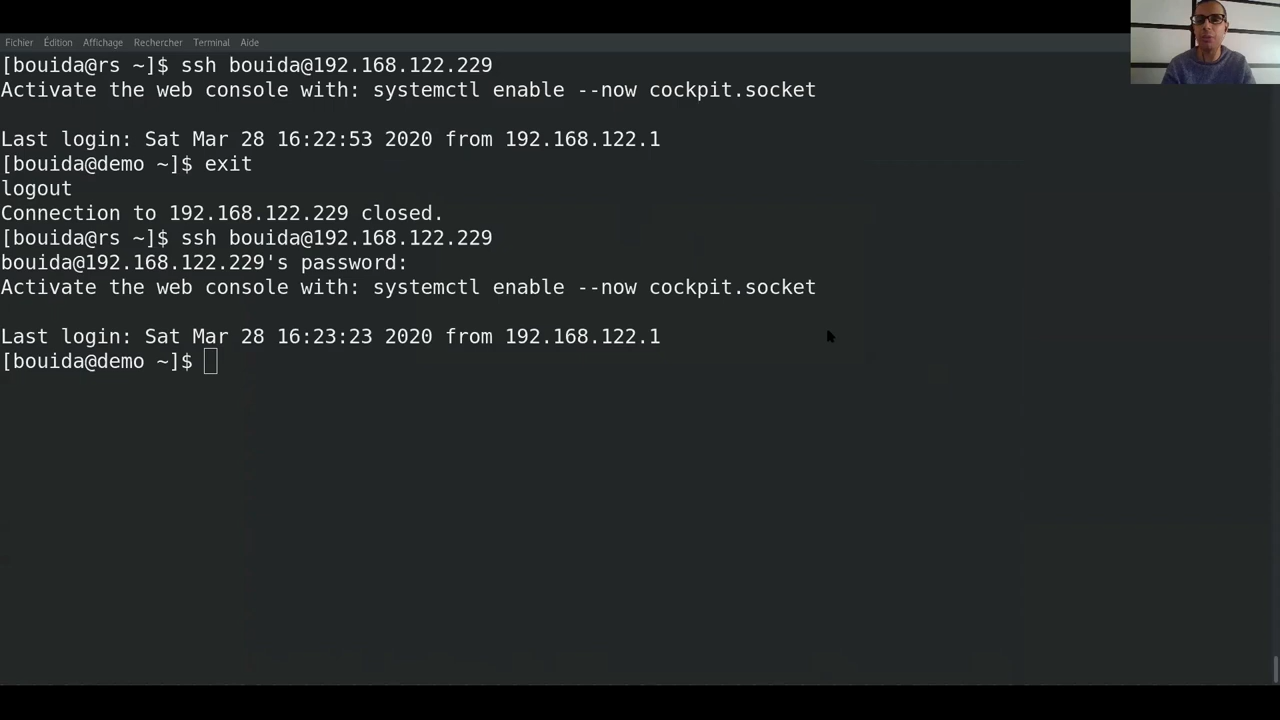 Fichier Édition Affichage Rechercher Terminal Aide
[bouida@rs ~]$ ssh bouida@192.168.122.229
Activate the web console with: systemctl enable --now cockpit.socket
Last login: Sat Mar 28 16:22:53 2020 from 192.168.122.1
[bouida@demo ~]$ exit
logout
Connection to 192.168.122.229 closed.
[bouida@rs ~]$ ssh bouida@192.168.122.229
bouida@192.168.122.229's password:
Activate the web console with: systemctl enable --now cockpit.socket
Last login: Sat Mar 28 16:23:23 2020 from 192.168.122.1
[bouida@demo ~]$